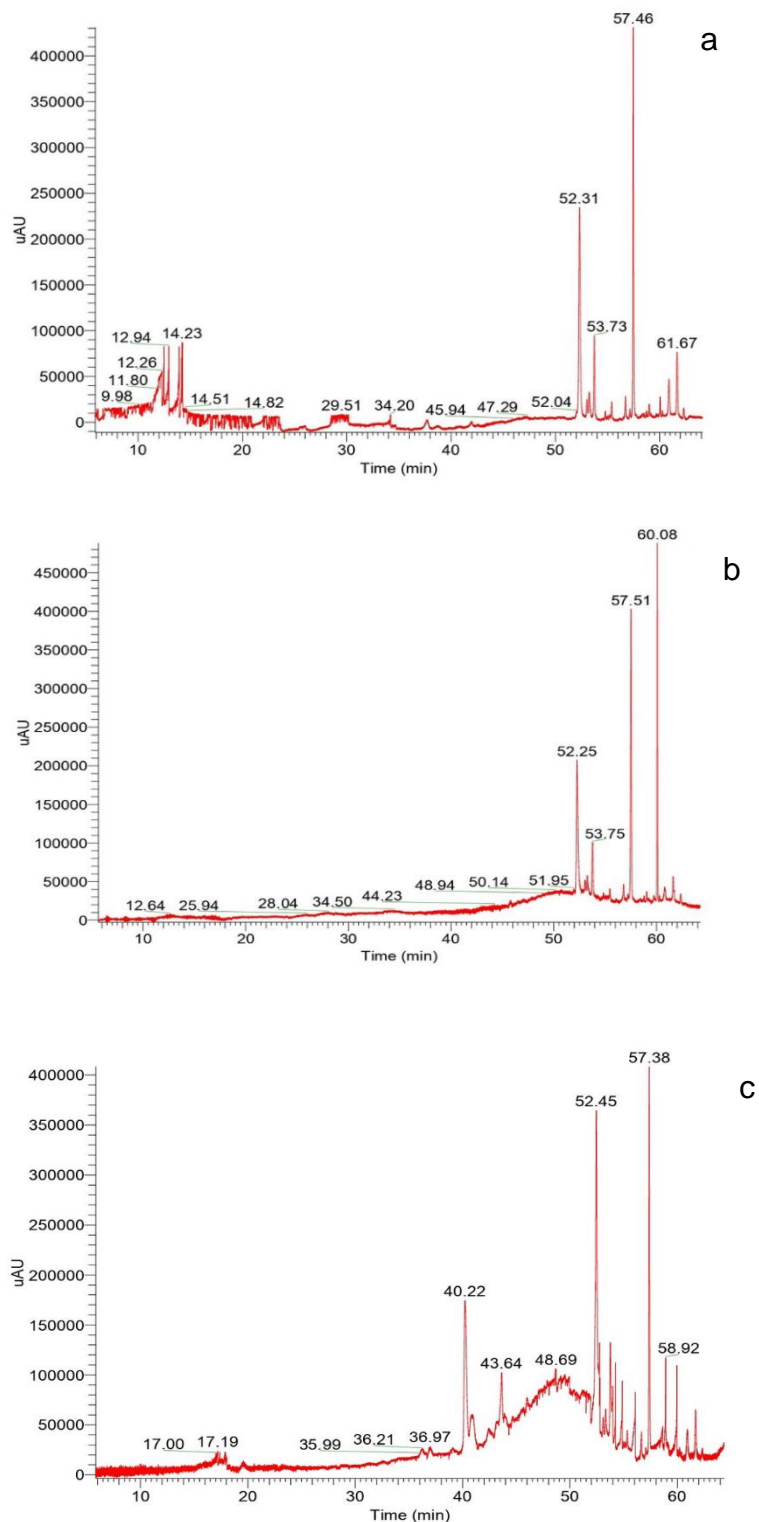 57.46
a
400000
350000
300000
250000
52.31
uAU
200000
150000
12.94 14.23
53.73
100000
61.67
12.26
11.80
50000
9.98
14.51 14.82 29.51 34.20 45.94 47.29 52.04
0
10 20 30 40 50 60
Time (min)
60.08
b
450000
57.51
400000
350000
300000
uAU
250000
52.25
200000
150000
53.75
100000
50000
48.94 50.14 51.95
12.64 25.94 28.04 34.50 44.23
0
10 20 30 40 50 60
Time (min)
57.38
c
400000
52.45
350000
300000
250000
uAU
200000
40.22
150000
43.64 48.69 58.92
100000
50000
17.00 17.19 35.99 36.21 36.97
0
10 20 30 40 50 60
Time (min)